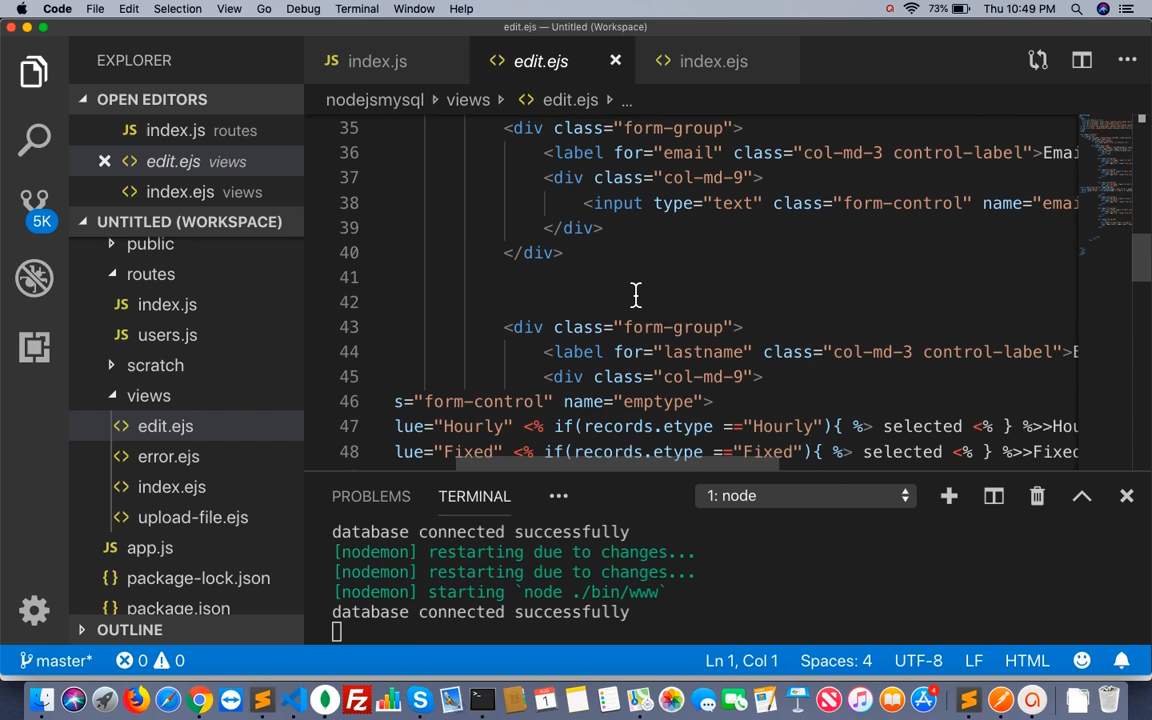 Code File Edit Selection View Go Debug Terminal Window Help 73% Thu 10:49 PM
edit.ejs — Untitled (Workspace)
EXPLORER
JS index.js
<> edit.ejs
<> index.ejs
OPEN EDITORS
JS index.js routes
<> edit.ejs views
<> index.ejs views
5K
UNTITLED (WORKSPACE)
public
routes
JS index.js
JS users.js
scratch
views
<> edit.ejs
<> error.ejs
<> index.ejs
<> upload-file.ejs
JS app.js
{} package-lock.json
{} package.json
OUTLINE
nodejsmysql views <> edit.ejs ...
35 <div class="form-group">
36 <label for="email" class="col-md-3 control-label">Emai
37 <div class="col-md-9">
38 <input type="text" class="form-control" name="emai
39 </div>
40 </div>
41
42
43 <div class="form-group">
44 <label for="lastname" class="col-md-3 control-label">E
45 <div class="col-md-9">
46 s="form-control" name="emptype">
47 lue="Hourly" <% if(records.etype =="Hourly"){ %> selected <% } %>>Hou
48 lue="Fixed" <% if(records.etype =="Fixed"){ %> selected <% } %>>Fixed
PROBLEMS TERMINAL ... 1: node
database connected successfully
[nodemon] restarting due to changes...
[nodemon] restarting due to changes...
[nodemon] starting `node ./bin/www`
database connected successfully
master* 0 0 Ln 1, Col 1 Spaces: 4 UTF-8 LF HTML